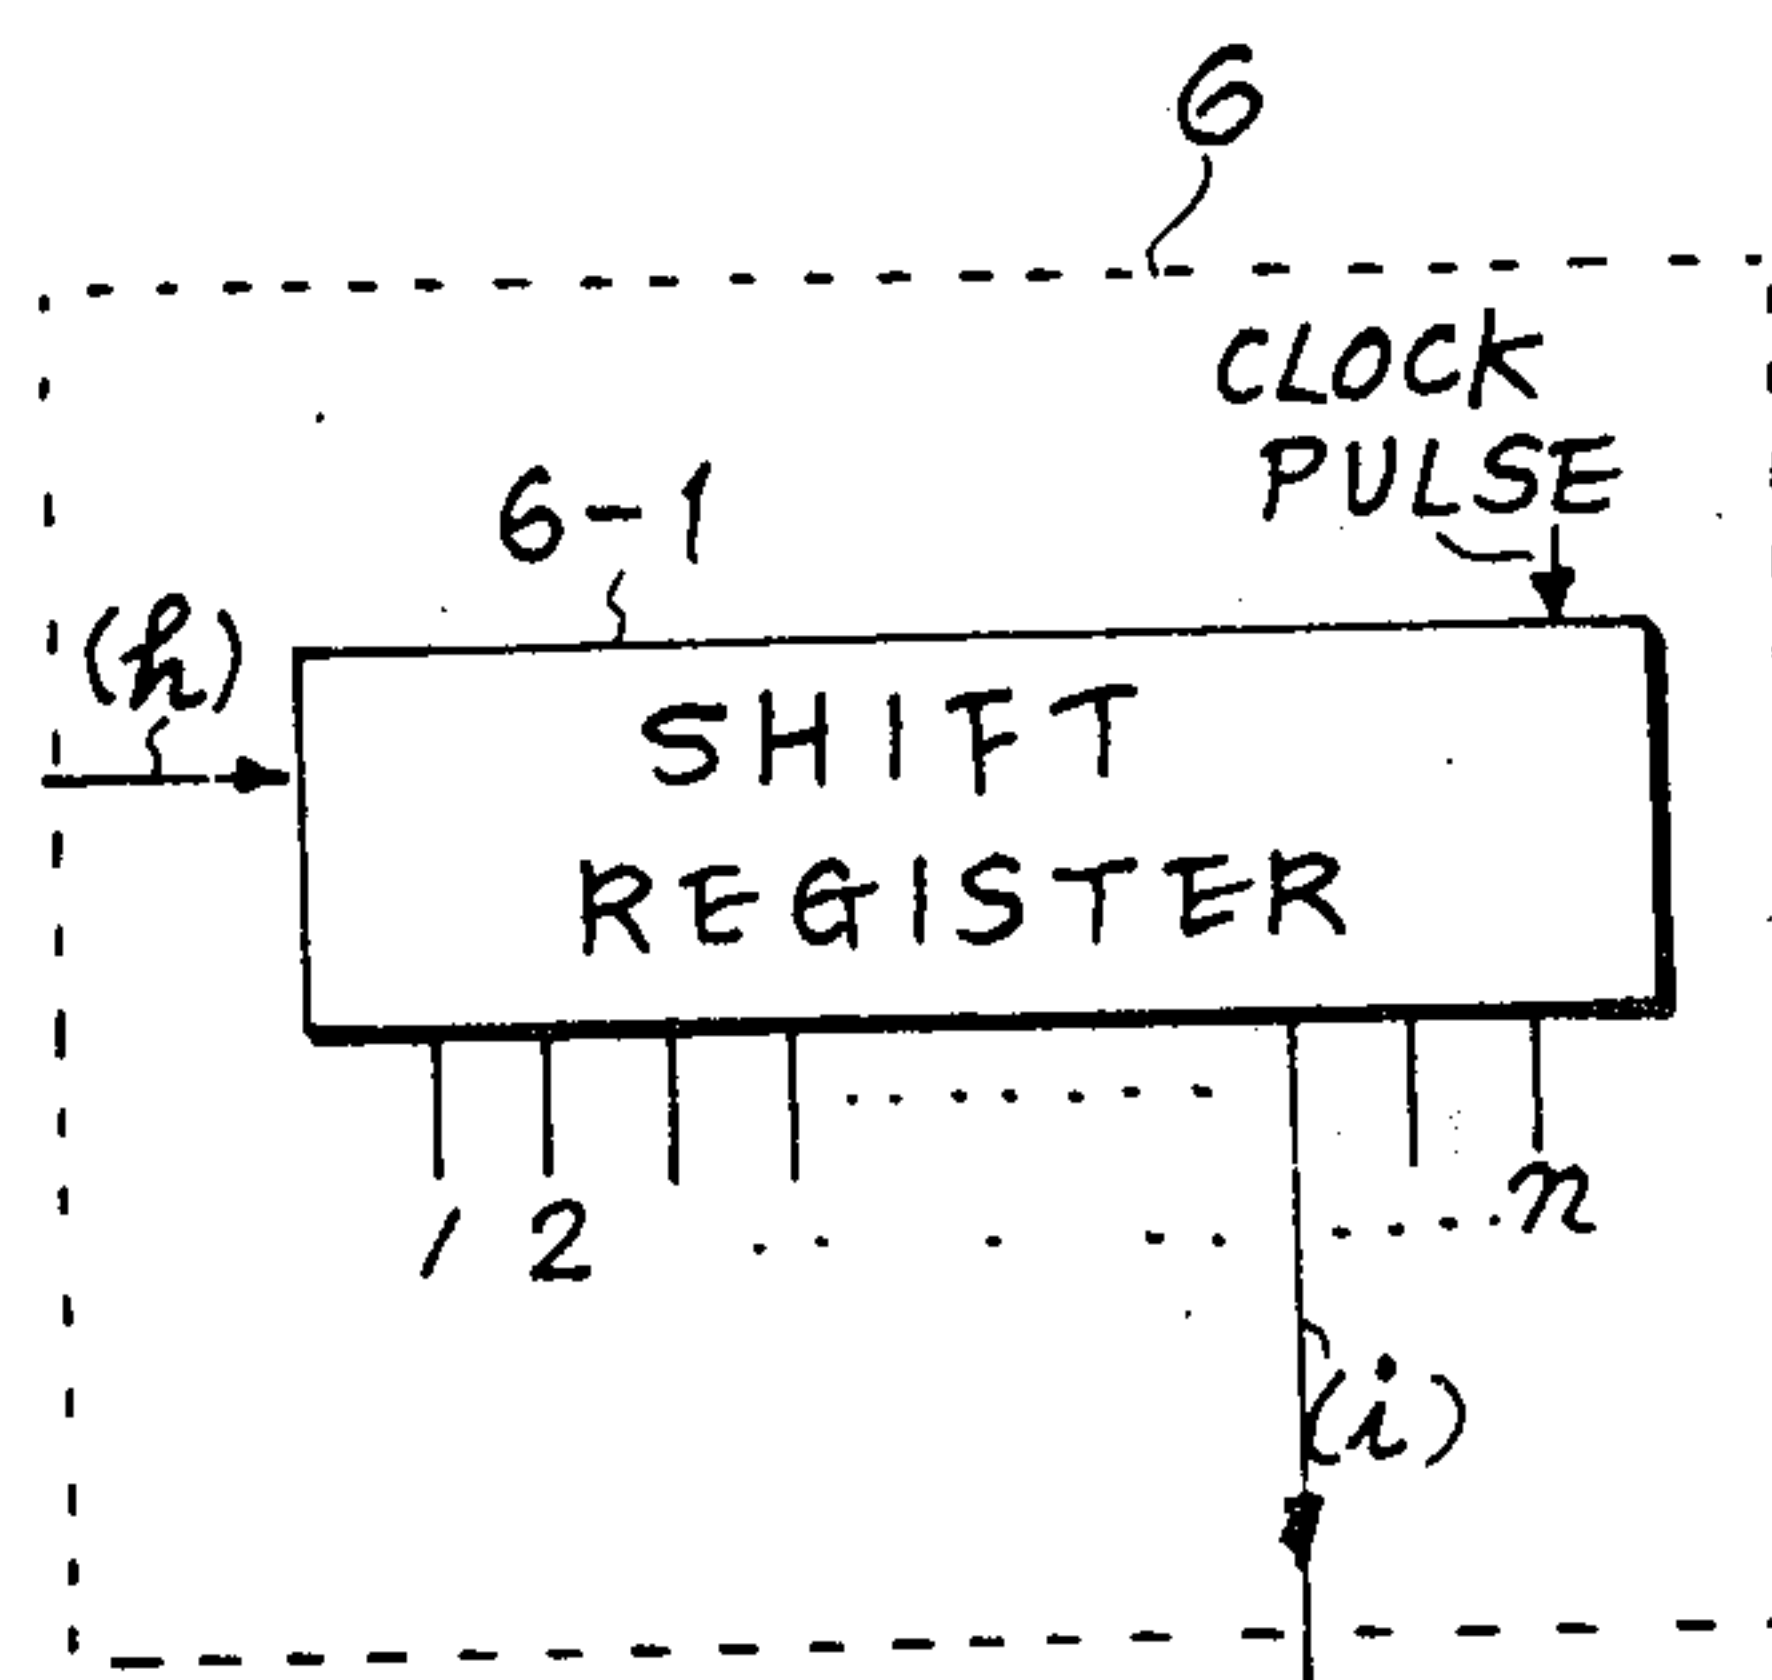 6
CLOCK
PULSE
6-1
(h)
SHIFT
REGISTER
1 2 . . . . . . . . . n
(i)